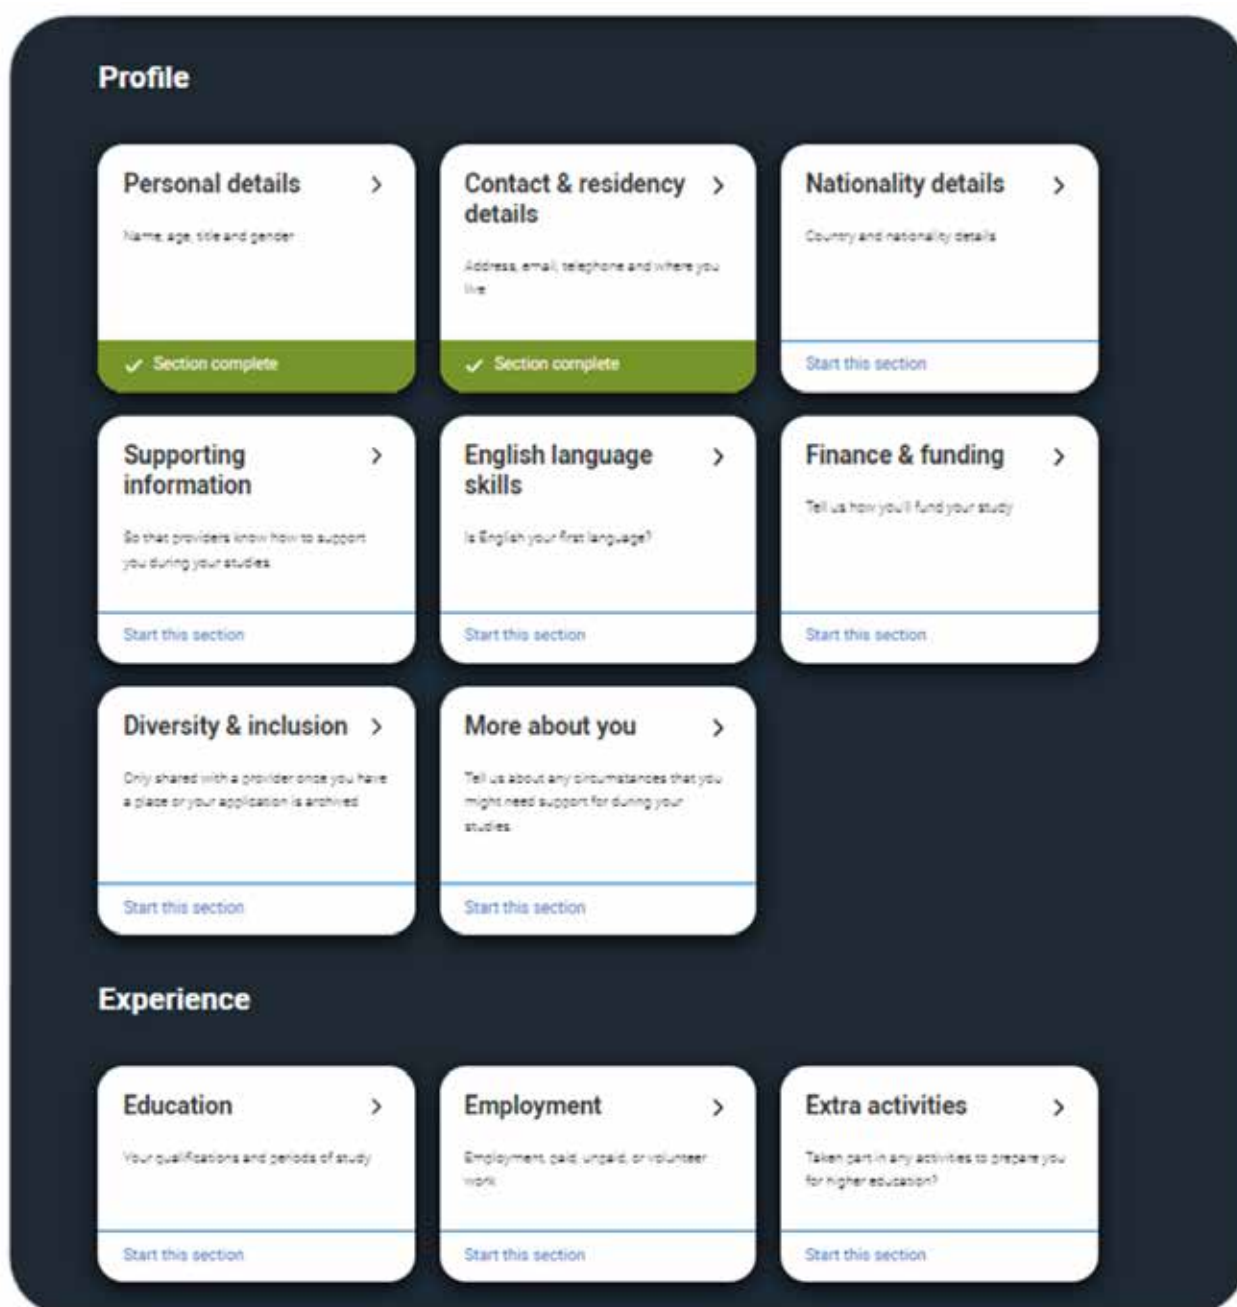 Profile
Personal details
Name, age, title and gender
Section complete
Contact & residency
details
Address, email, telephone and where you
live
Section complete
Nationality details
Country and nationality details
Start this section
Supporting
information
So that providers know how to support
you during your studies
Start this section
English language
skills
Is English your first language?
Start this section
Finance & funding
Tell us how you'll fund your study
Start this section
Diversity & inclusion
Only shared with a provider once you have
a place or your application is archived
Start this section
More about you
Tell us about any circumstances that you
might need support for during your
studies.
Start this section
Experience
Education
Your qualifications and periods of study
Start this section
Employment
Employment, paid, unpaid, or volunteer
work
Start this section
Extra activities
Taken part in any activities to prepare you
for higher education?
Start this section